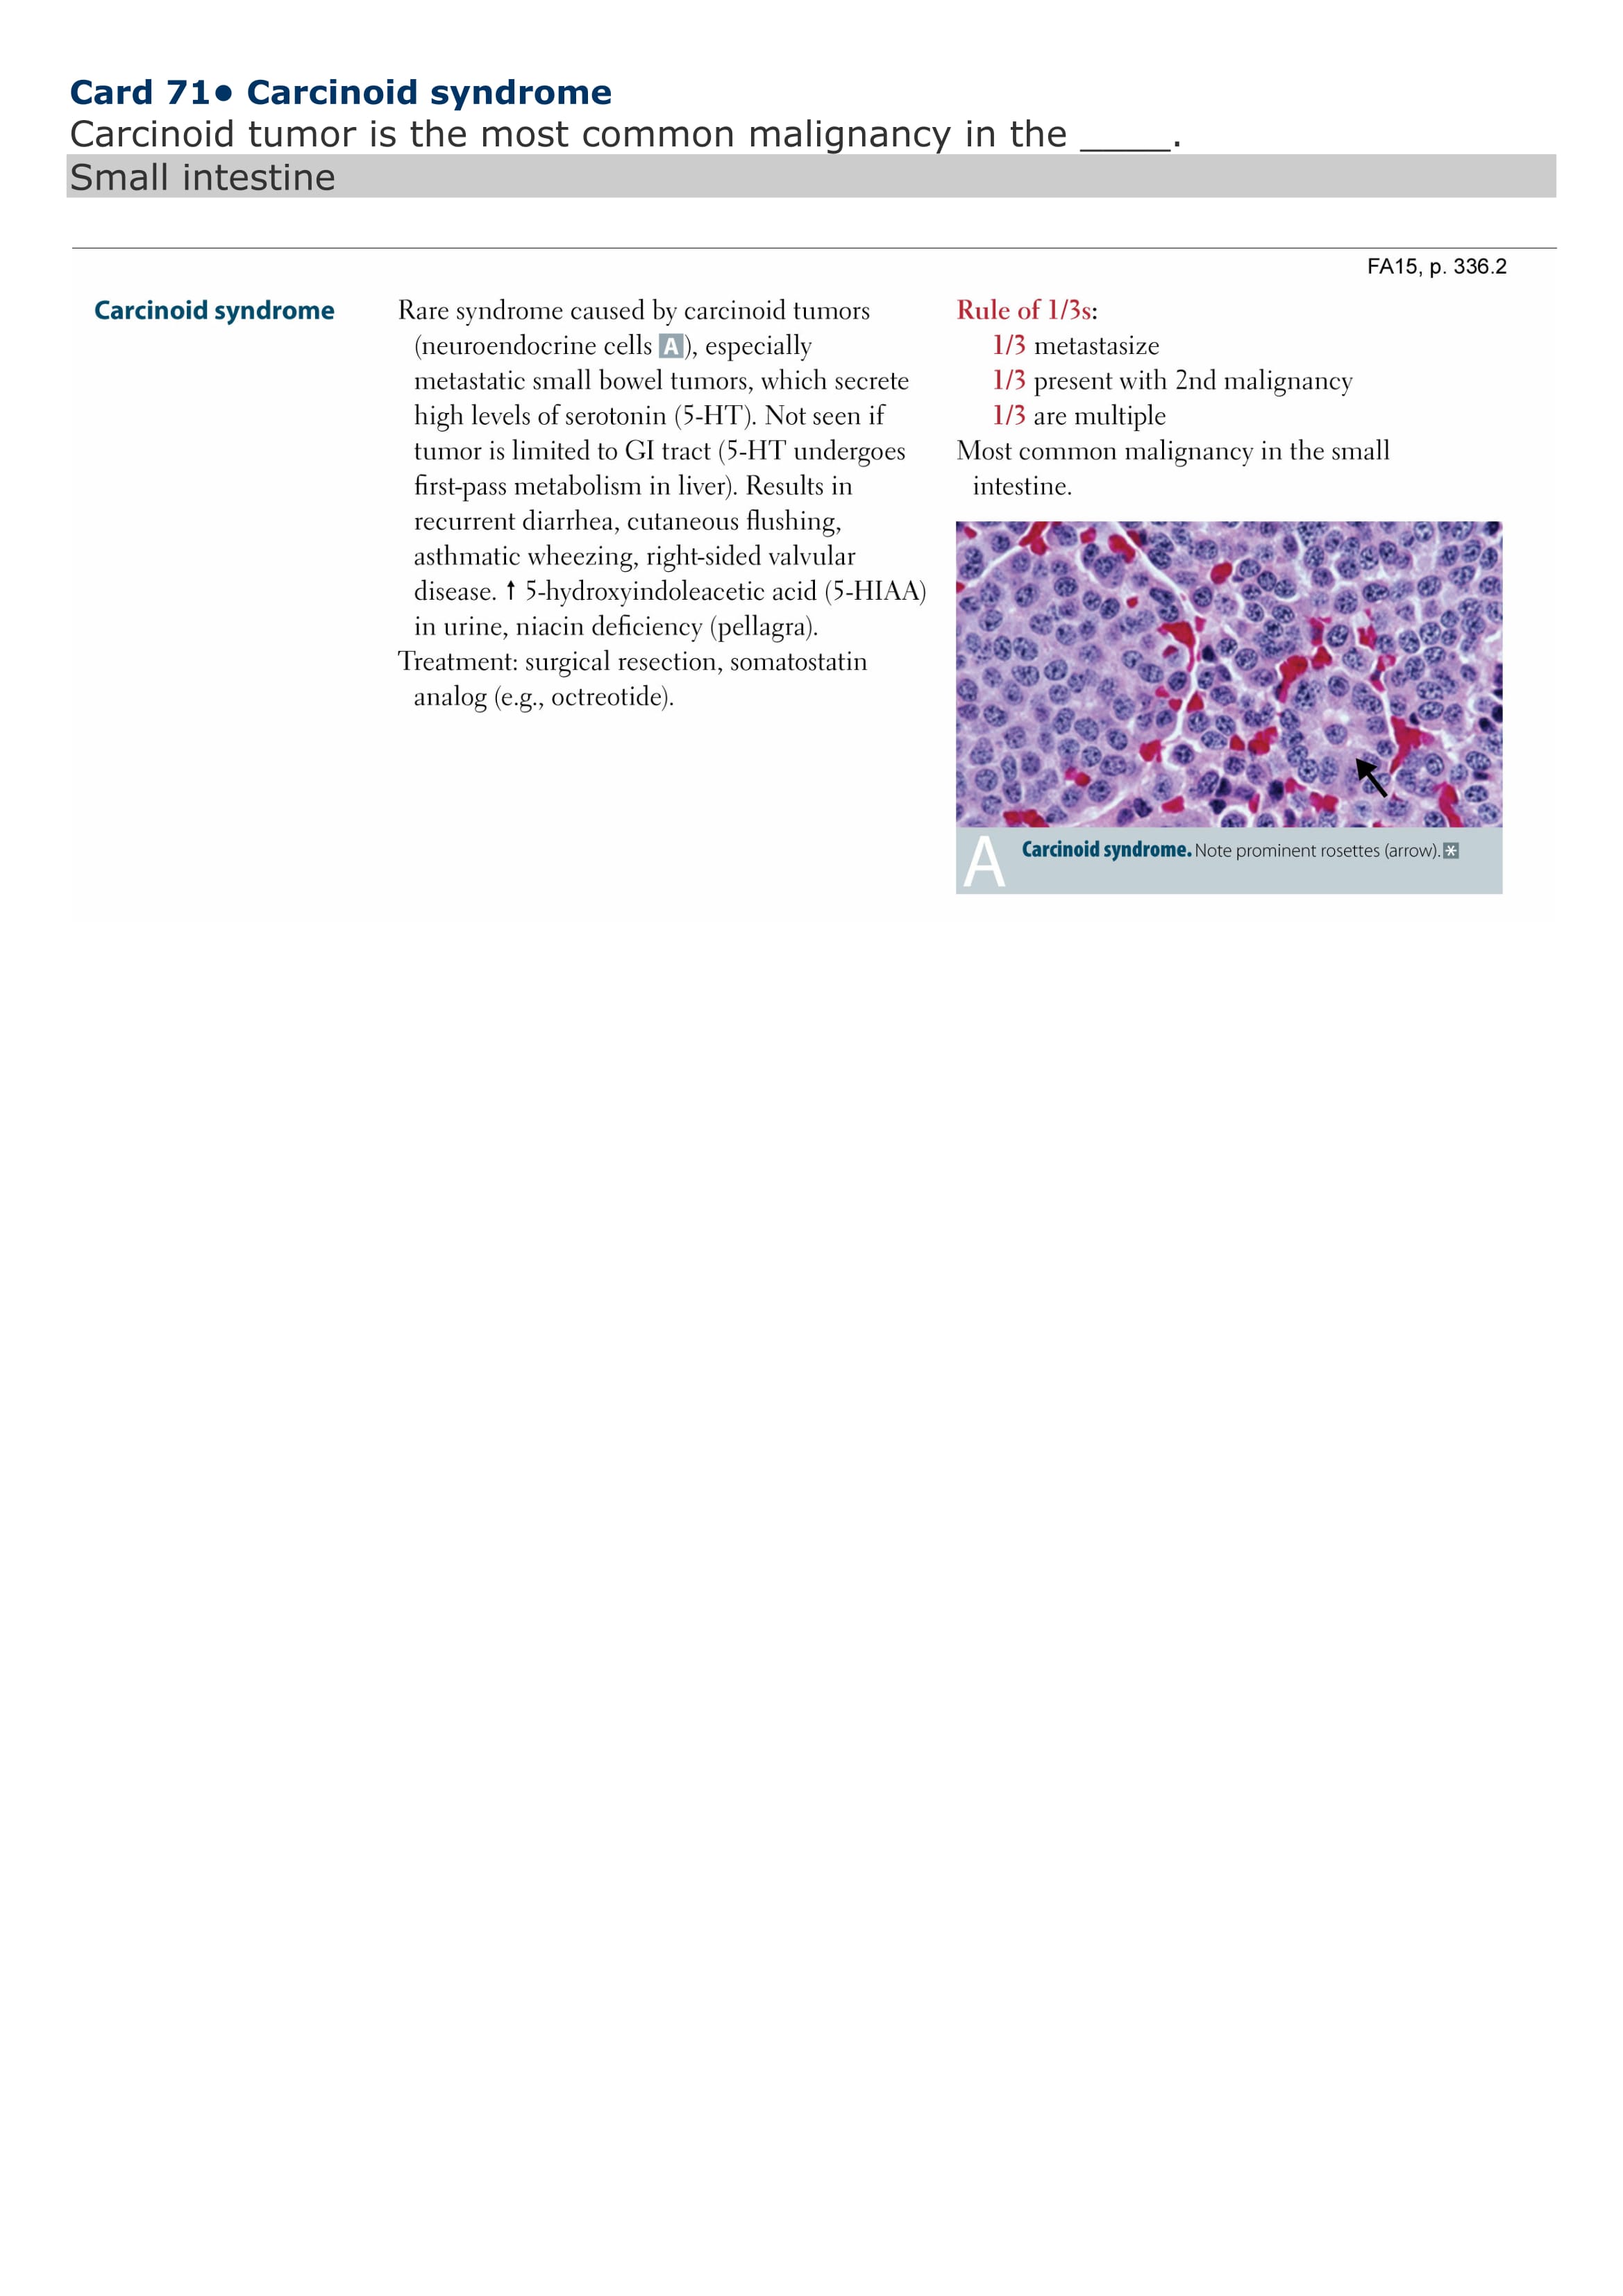 Card 71● Carcinoid syndrome
Carcinoid tumor is the most common malignancy in the _____.
Small intestine
FA15, p. 336.2
Carcinoid syndrome
Rare syndrome caused by carcinoid tumors
(neuroendocrine cells A), especially
metastatic small bowel tumors, which secrete
high levels of serotonin (5-HT). Not seen if
tumor is limited to GI tract (5-HT undergoes
first-pass metabolism in liver). Results in
recurrent diarrhea, cutaneous flushing,
asthmatic wheezing, right-sided valvular
disease. ↑ 5-hydroxyindoleacetic acid (5-HIAA)
in urine, niacin deficiency (pellagra).
Treatment: surgical resection, somatostatin
analog (e.g., octreotide).
Rule of 1/3s:
1/3 metastasize
1/3 present with 2nd malignancy
1/3 are multiple
Most common malignancy in the small
intestine.
A Carcinoid syndrome. Note prominent rosettes (arrow). *